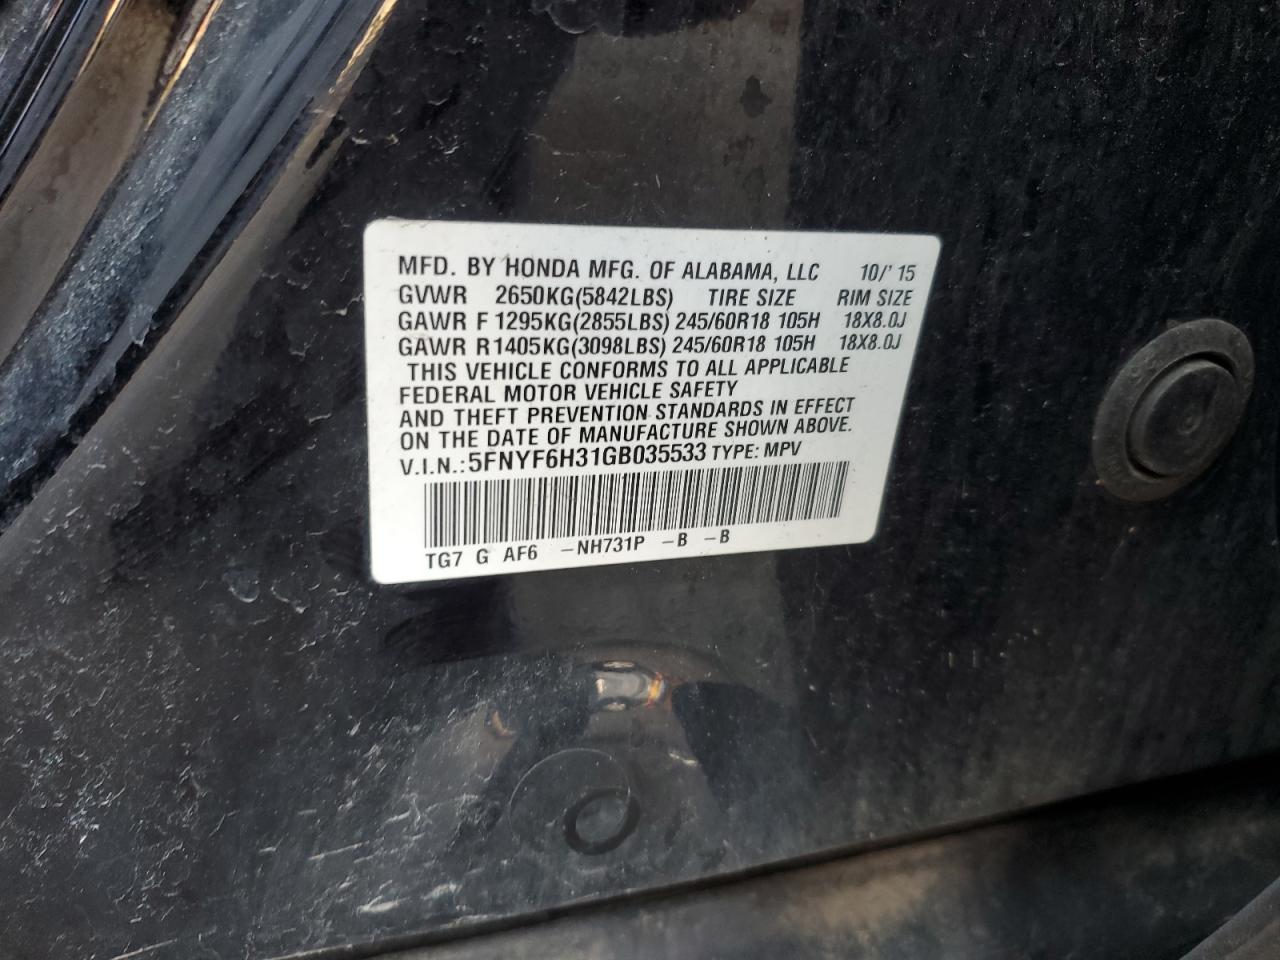 MFD. BY HONDA MFG. OF ALABAMA, LLC 10/'15
GVWR 2650KG(5842LBS) TIRE SIZE RIM SIZE
GAWR F 1295KG(2855LBS) 245/60R18 105H 18X8.0J
GAWR R1405KG(3098LBS) 245/60R18 105H 18X8.0J
THIS VEHICLE CONFORMS TO ALL APPLICABLE
FEDERAL MOTOR VEHICLE SAFETY
AND THEFT PREVENTION STANDARDS IN EFFECT
ON THE DATE OF MANUFACTURE SHOWN ABOVE.
V.I.N.:5FNYF6H31GB035533 TYPE: MPV
TG7 G AF6 -NH731P -B -B